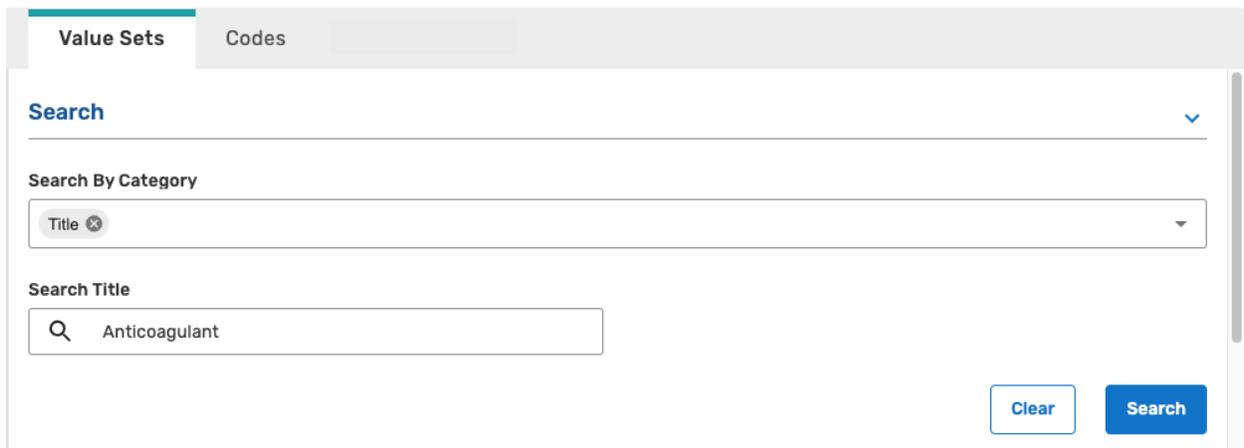 Value Sets Codes
Search
Search By Category
Title
Search Title
Anticoagulant
Clear Search